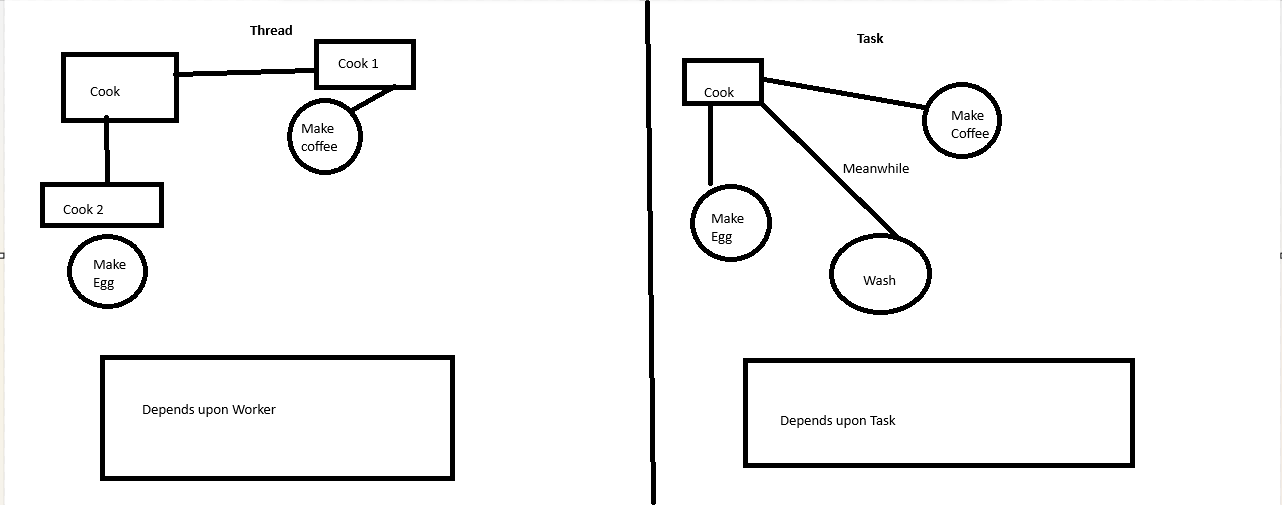 Thread
Cook
Cook 1
Make
coffee
Cook 2
Make
Egg
Depends upon Worker
Task
Cook
Make
Coffee
Meanwhile
Make
Egg
Wash
Depends upon Task